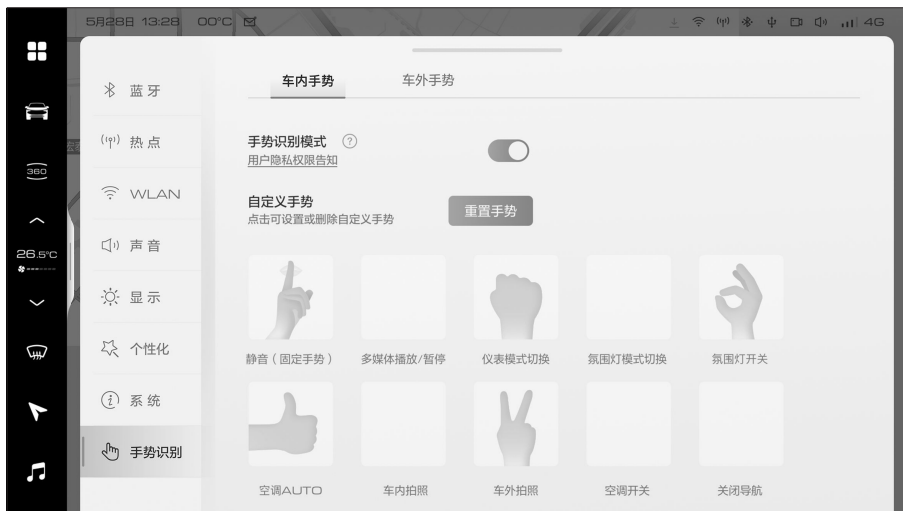 5月28日 13:28 00°C 4G
360
26.5°C
蓝牙
热点
WLAN
声音
显示
个性化
系统
手势识别
车内手势 车外手势
手势识别模式 ?
用户隐私权限告知
自定义手势
点击可设置或删除自定义手势
重置手势
静音（固定手势） 多媒体播放/暂停 仪表模式切换 氛围灯模式切换 氛围灯开关
空调AUTO 车内拍照 车外拍照 空调开关 关闭导航